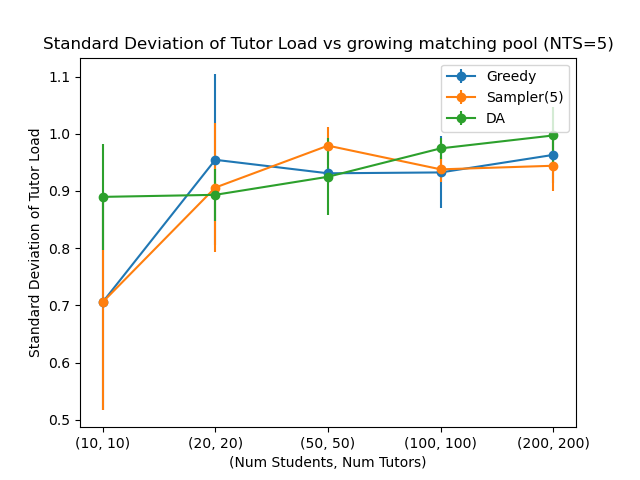 Standard Deviation of Tutor Load vs growing matching pool (NTS=5)
Greedy
Sampler(5)
DA
Standard Deviation of Tutor Load
1.1
1.0
0.9
0.8
0.7
0.6
0.5
(10, 10)
(20, 20)
(50, 50)
(100, 100)
(200, 200)
(Num Students, Num Tutors)